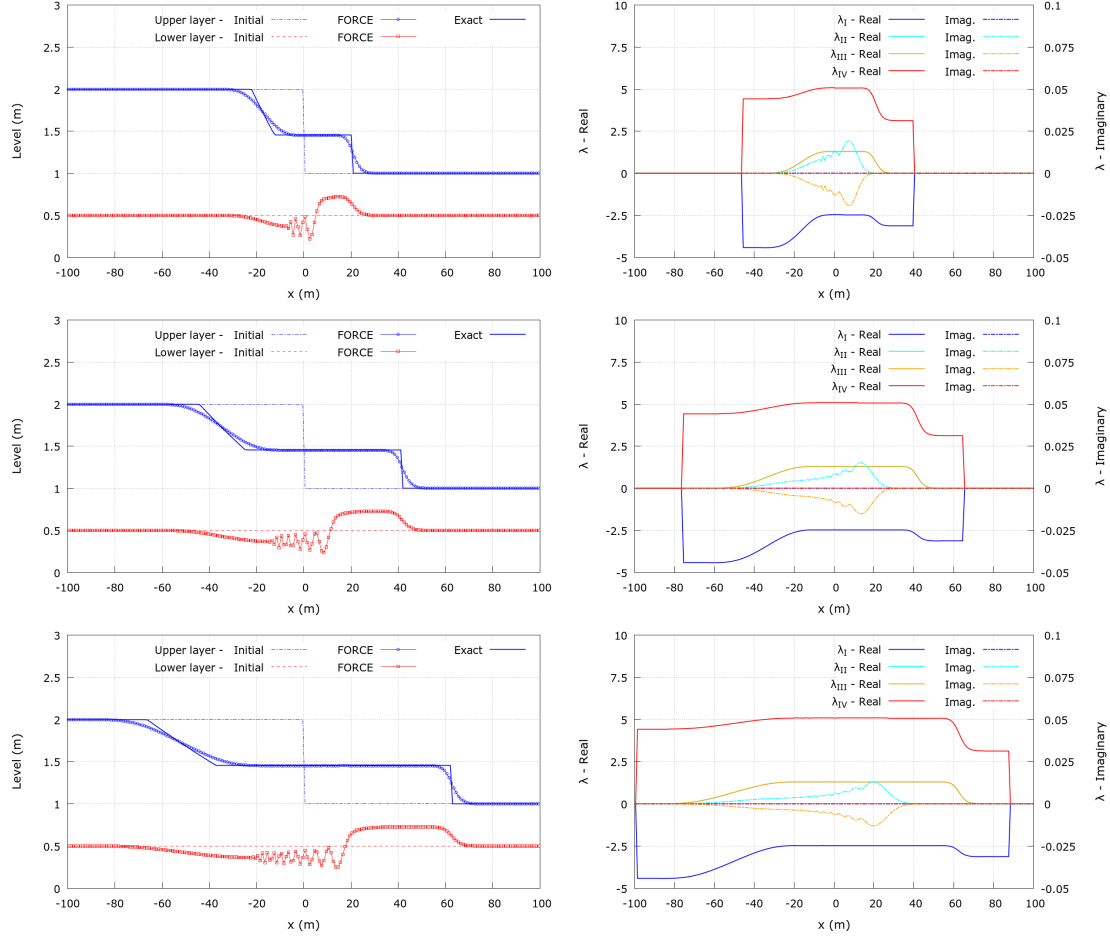 Upper layer - Initial FORCE Exact
Lower layer - Initial FORCE
3
2.5
2
1.5
1
0.5
0
Level (m)
-100 -80 -60 -40 -20 0 20 40 60 80 100
x (m)
λI - Real Imag.
λII - Real Imag.
λIII - Real Imag.
λIV - Real Imag.
10
7.5
5
2.5
0
-2.5
-5
λ - Real
0.1
0.075
0.05
0.025
0
-0.025
-0.05
λ - Imaginary
-100 -80 -60 -40 -20 0 20 40 60 80 100
x (m)
Upper layer - Initial FORCE Exact
Lower layer - Initial FORCE
3
2.5
2
1.5
1
0.5
0
Level (m)
-100 -80 -60 -40 -20 0 20 40 60 80 100
x (m)
λI - Real Imag.
λII - Real Imag.
λIII - Real Imag.
λIV - Real Imag.
10
7.5
5
2.5
0
-2.5
-5
λ - Real
0.1
0.075
0.05
0.025
0
-0.025
-0.05
λ - Imaginary
-100 -80 -60 -40 -20 0 20 40 60 80 100
x (m)
Upper layer - Initial FORCE Exact
Lower layer - Initial FORCE
3
2.5
2
1.5
1
0.5
0
Level (m)
-100 -80 -60 -40 -20 0 20 40 60 80 100
x (m)
λI - Real Imag.
λII - Real Imag.
λIII - Real Imag.
λIV - Real Imag.
10
7.5
5
2.5
0
-2.5
-5
λ - Real
0.1
0.075
0.05
0.025
0
-0.025
-0.05
λ - Imaginary
-100 -80 -60 -40 -20 0 20 40 60 80 100
x (m)